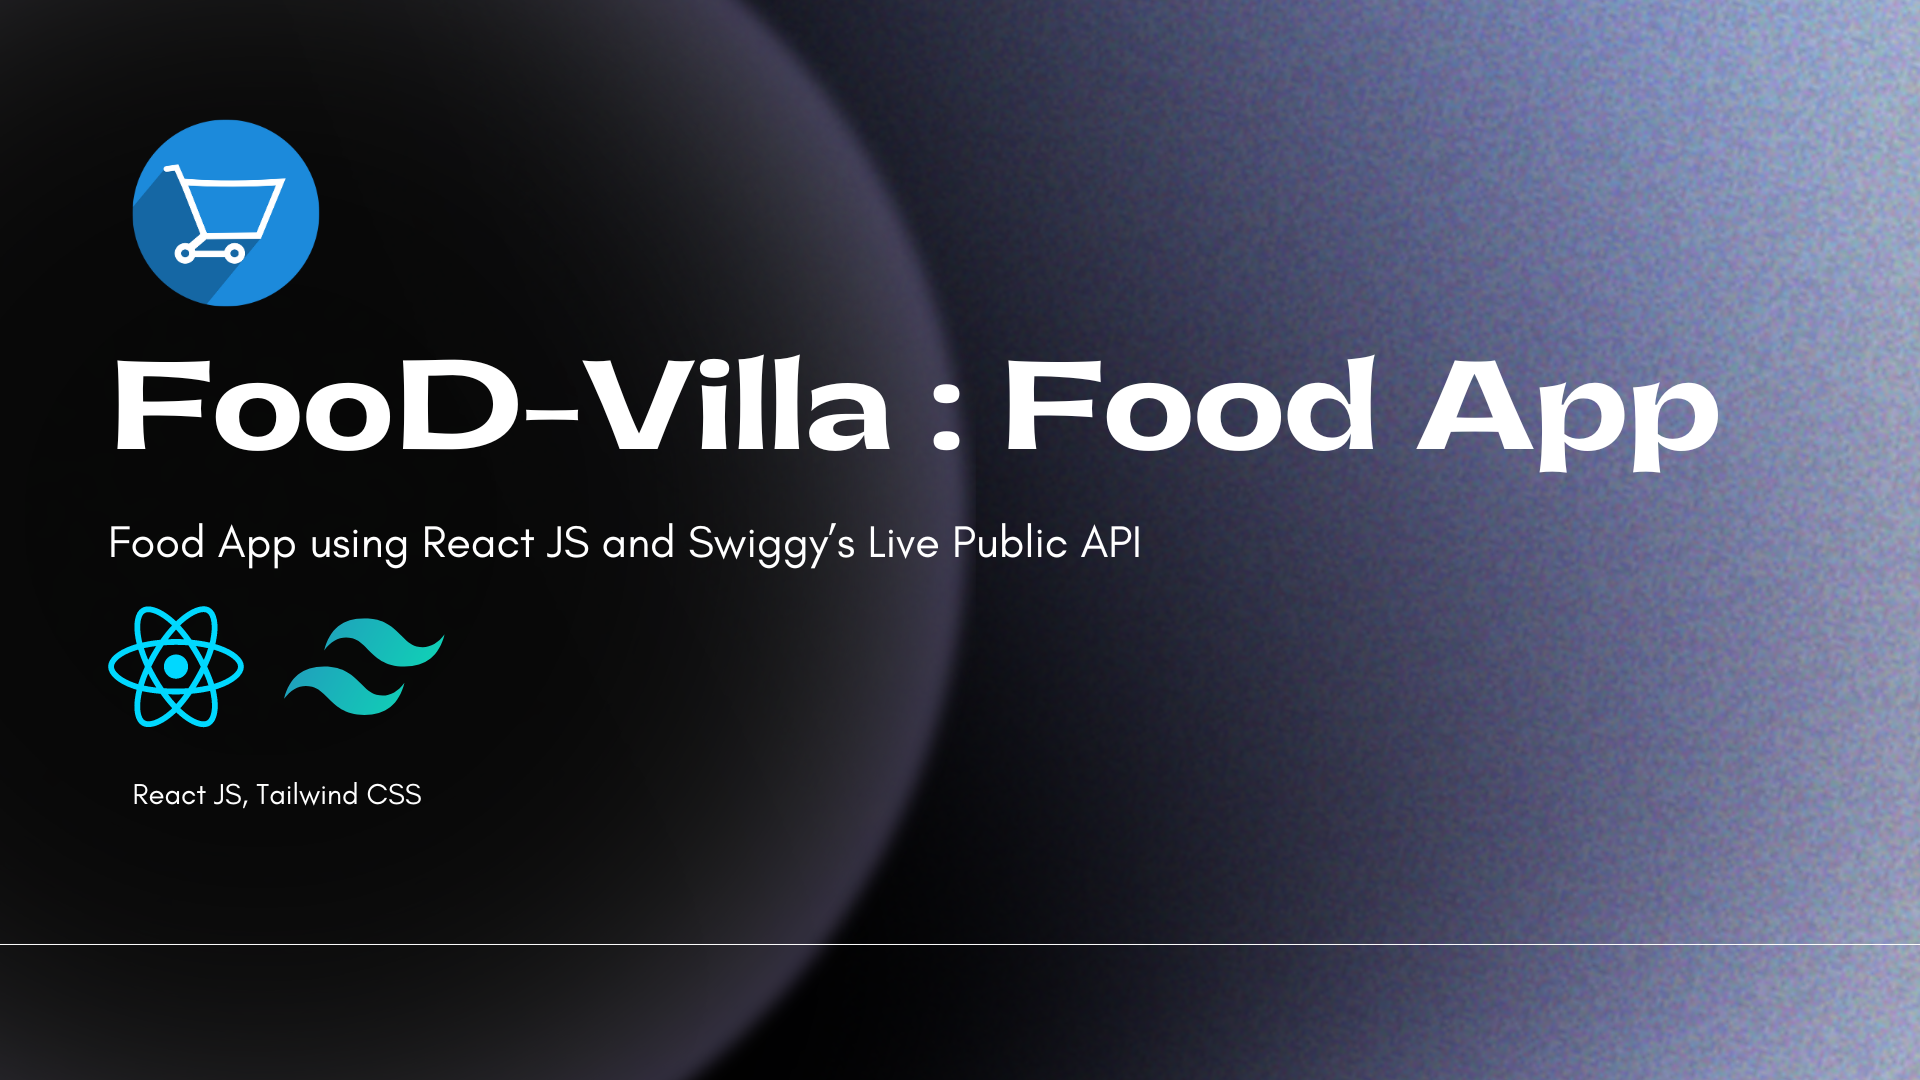 FooD-Villa : Food App
Food App using React JS and Swiggy’s Live Public API
React JS, Tailwind CSS